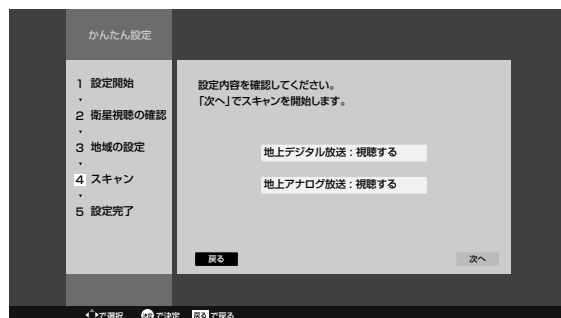 かんたん設定
1 設定開始
2 衛星視聴の確認
3 地域の設定
4 スキャン
5 設定完了
設定内容を確認してください。
「次へ」でスキャンを開始します。
地上デジタル放送：視聴する
地上アナログ放送：視聴する
戻る
次へ
で選択 決定 で決定 戻る で戻る